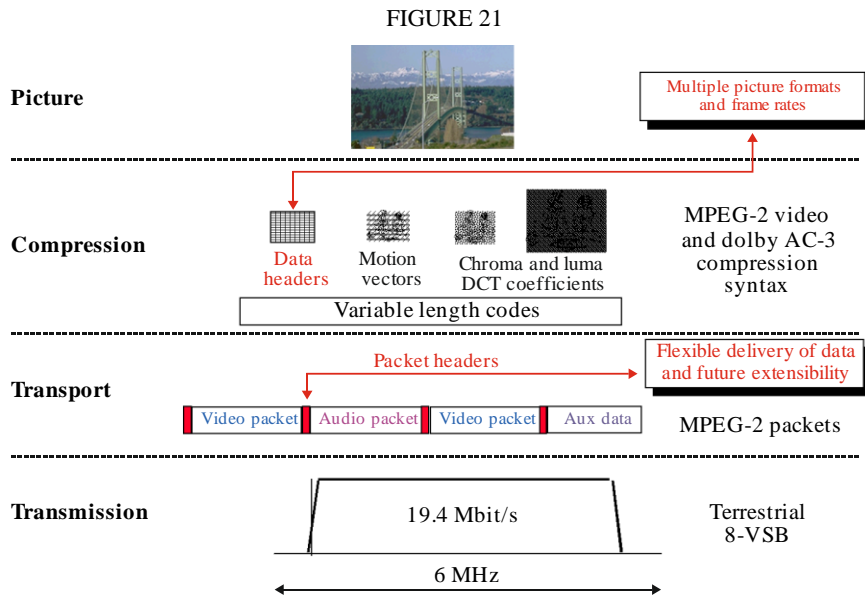 FIGURE 21
Picture
Multiple picture formats
and frame rates
Compression
Data
headers
Motion
vectors
Chroma and luma
DCT coefficients
Variable length codes
MPEG-2 video
and dolby AC-3
compression
syntax
Transport
Packet headers
Flexible delivery of data
and future extensibility
Video packet
Audio packet
Video packet
Aux data
MPEG-2 packets
Transmission
19.4 Mbit/s
Terrestrial
8-VSB
6 MHz